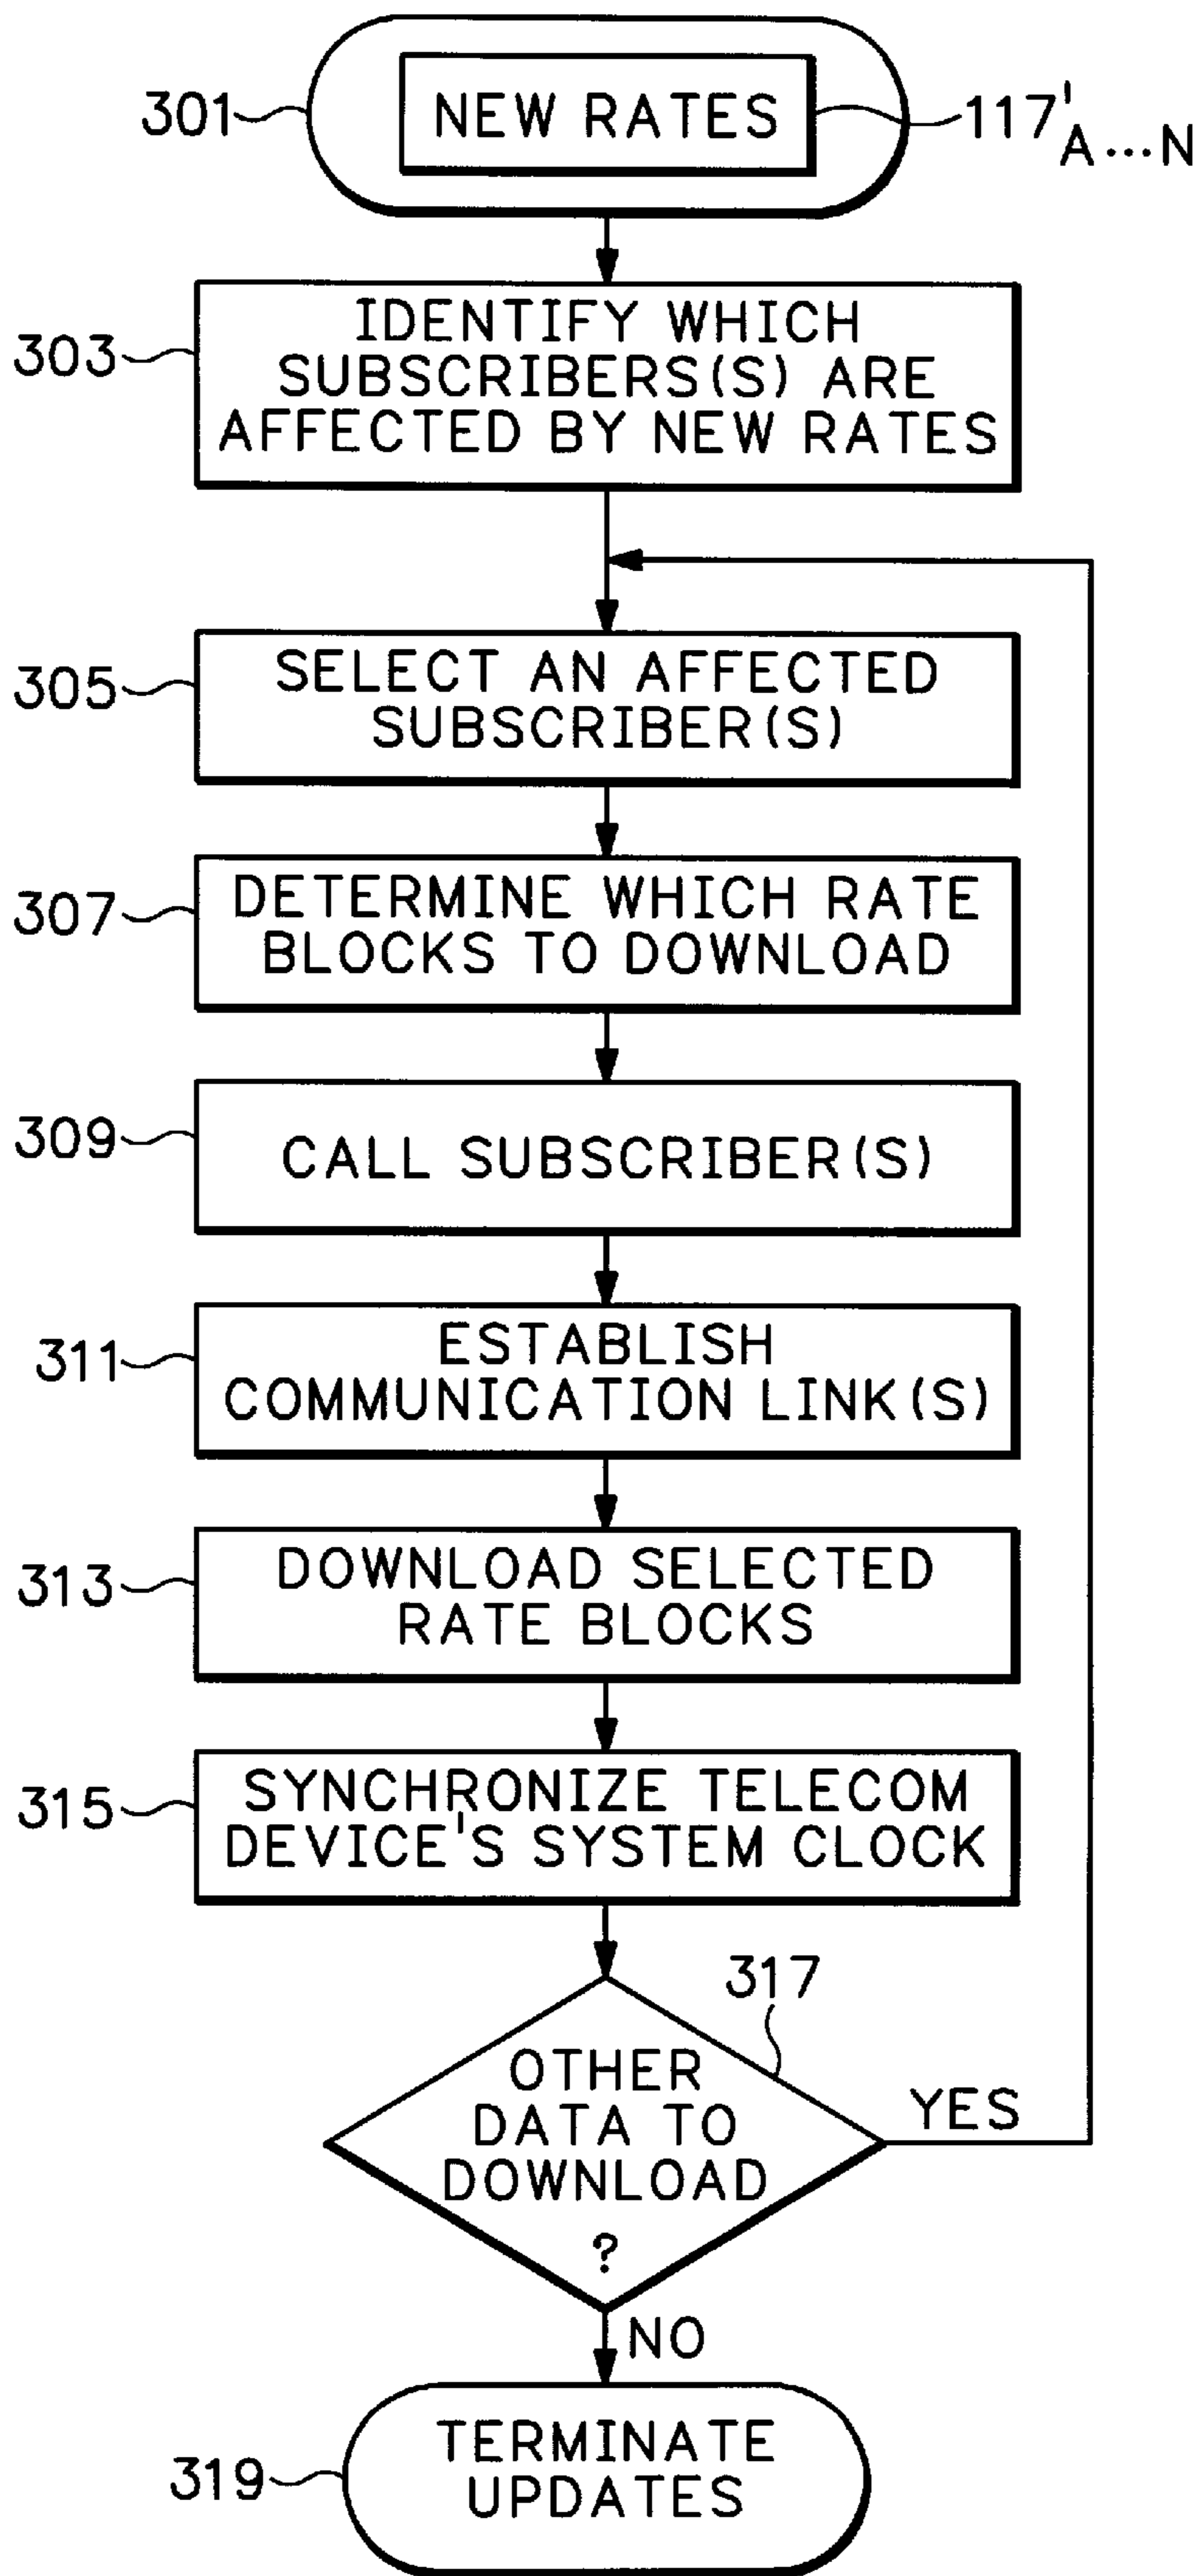 301
NEW RATES
117'A...N
303
IDENTIFY WHICH
SUBSCRIBERS(S) ARE
AFFECTED BY NEW RATES
305
SELECT AN AFFECTED
SUBSCRIBER(S)
307
DETERMINE WHICH RATE
BLOCKS TO DOWNLOAD
309
CALL SUBSCRIBER(S)
311
ESTABLISH
COMMUNICATION LINK(S)
313
DOWNLOAD SELECTED
RATE BLOCKS
315
SYNCHRONIZE TELECOM
DEVICE'S SYSTEM CLOCK
317
OTHER
DATA TO
DOWNLOAD
?
YES
NO
319
TERMINATE
UPDATES